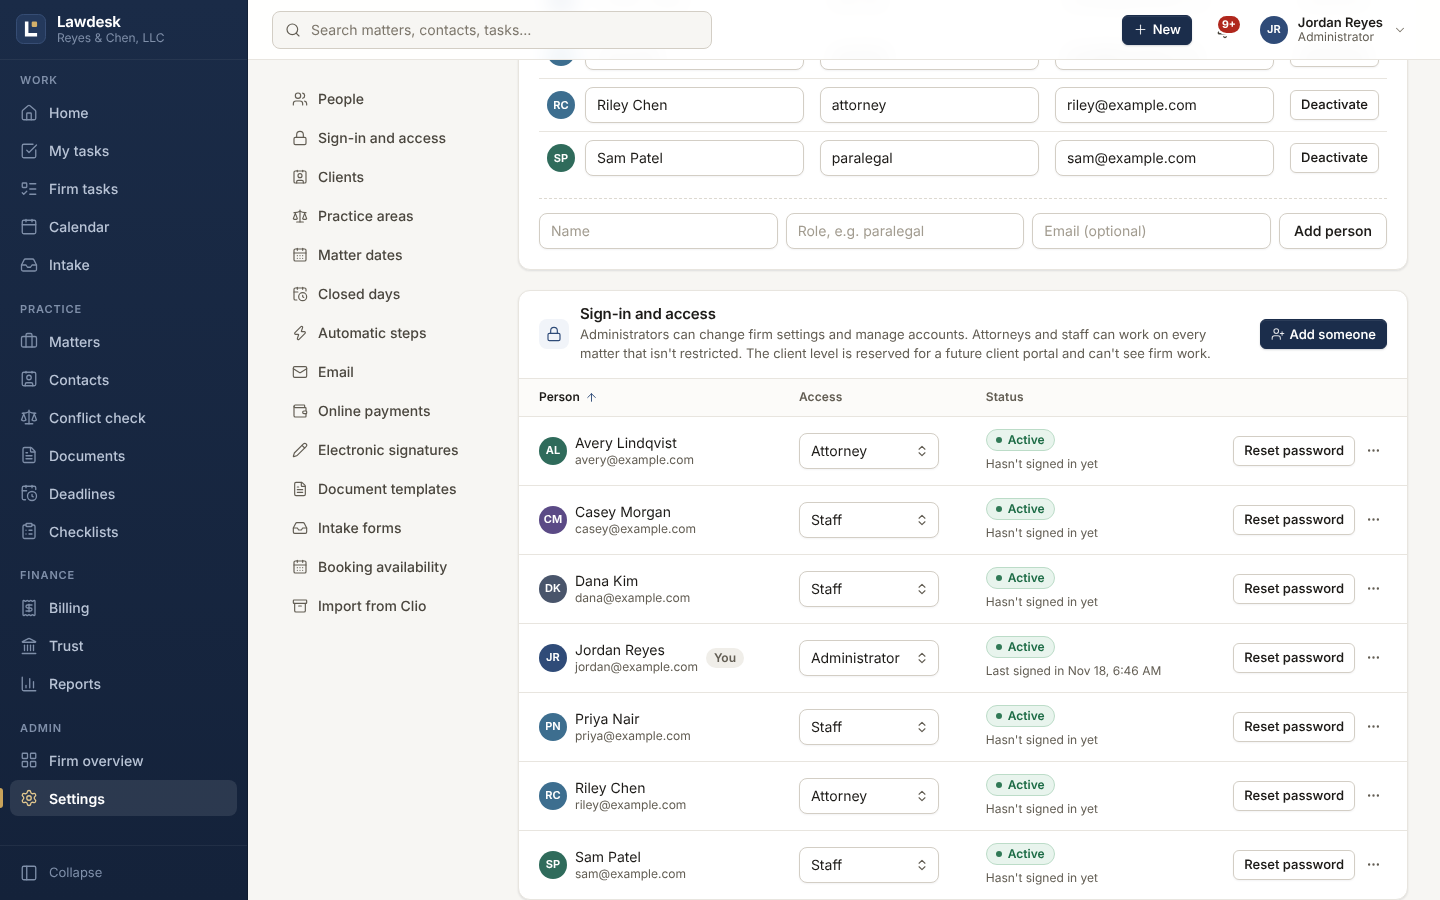 Lawdesk
Reyes & Chen, LLC
Search matters, contacts, tasks...
New
9+
JR
Jordan Reyes
Administrator
WORK
Home
My tasks
Firm tasks
Calendar
Intake
PRACTICE
Matters
Contacts
Conflict check
Documents
Deadlines
Checklists
FINANCE
Billing
Trust
Reports
ADMIN
Firm overview
Settings
Collapse
People
Sign-in and access
Clients
Practice areas
Matter dates
Closed days
Automatic steps
Email
Online payments
Electronic signatures
Document templates
Intake forms
Booking availability
Import from Clio
RC Riley Chen attorney riley@example.com Deactivate
SP Sam Patel paralegal sam@example.com Deactivate
Name Role, e.g. paralegal Email (optional) Add person
Sign-in and access
Administrators can change firm settings and manage accounts. Attorneys and staff can work on every
matter that isn't restricted. The client level is reserved for a future client portal and can't see firm work.
Add someone
Person Access Status
AL Avery Lindqvist
avery@example.com
Attorney
Active
Hasn't signed in yet
Reset password
CM Casey Morgan
casey@example.com
Staff
Active
Hasn't signed in yet
Reset password
DK Dana Kim
dana@example.com
Staff
Active
Hasn't signed in yet
Reset password
JR Jordan Reyes
jordan@example.com
You
Administrator
Active
Last signed in Nov 18, 6:46 AM
Reset password
PN Priya Nair
priya@example.com
Staff
Active
Hasn't signed in yet
Reset password
RC Riley Chen
riley@example.com
Attorney
Active
Hasn't signed in yet
Reset password
SP Sam Patel
sam@example.com
Staff
Active
Hasn't signed in yet
Reset password